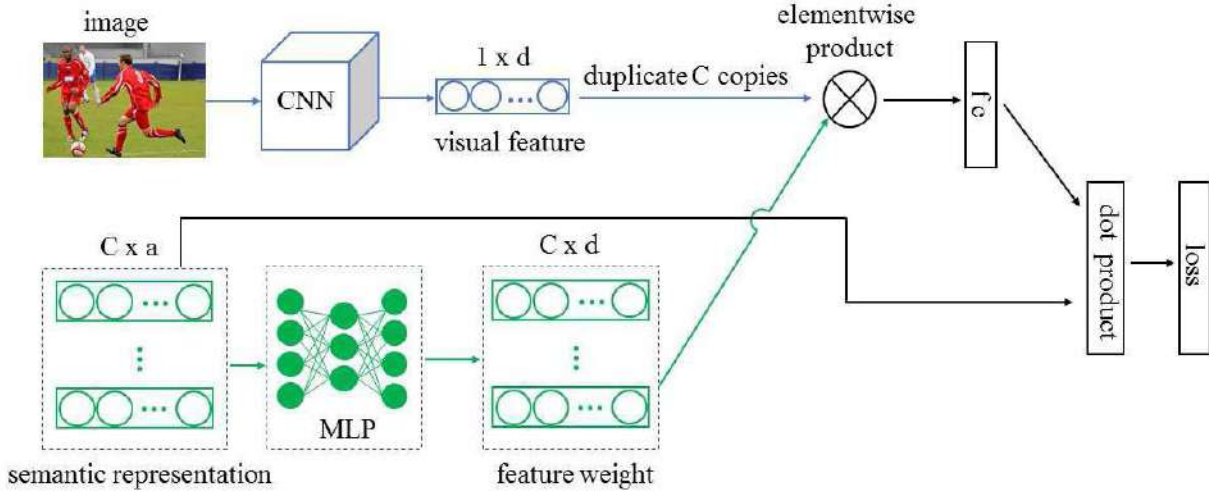 image
CNN
1 x d
visual feature
duplicate C copies
elementwise
product
fc
dot product
loss
C x a
semantic representation
MLP
C x d
feature weight